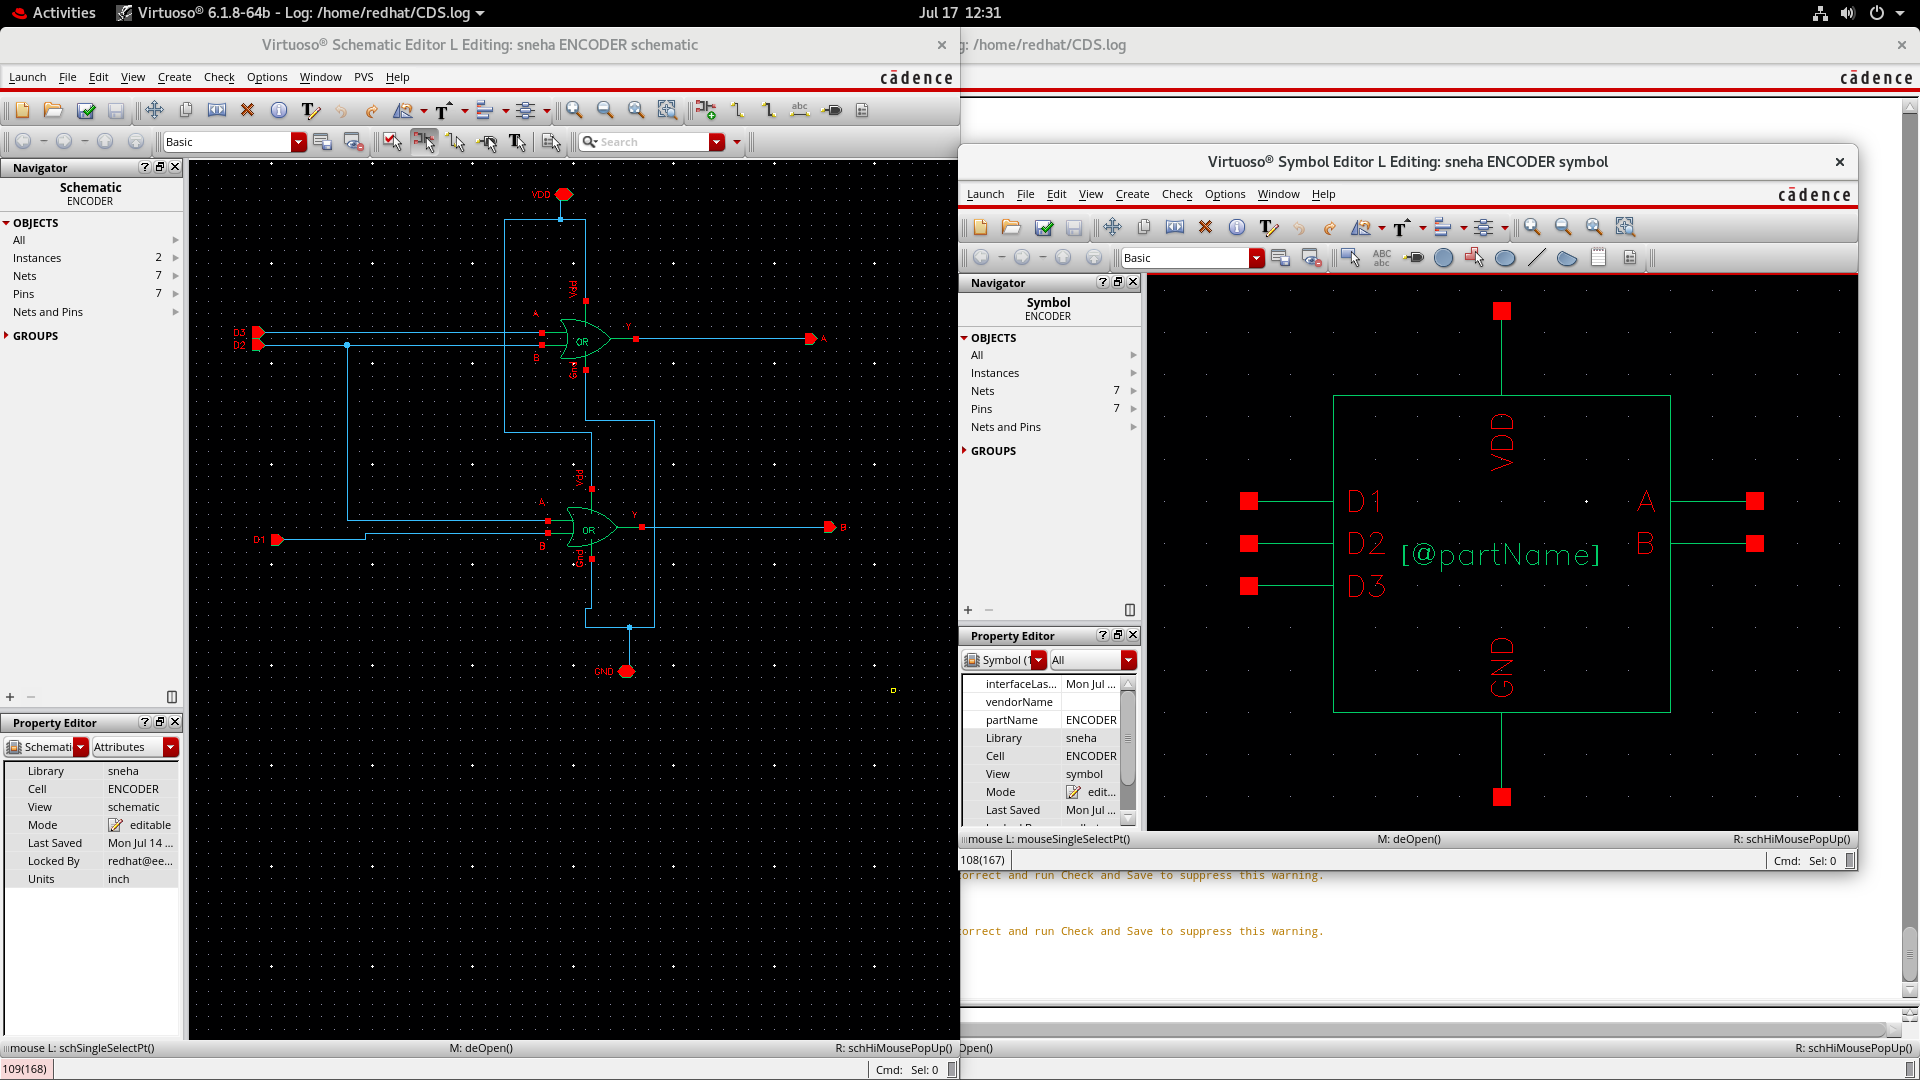 Activities
Virtuoso® 6.1.8-64b - Log: /home/redhat/CDS.log
Jul 17 12:31
Virtuoso® Schematic Editor L Editing: sneha ENCODER schematic
g: /home/redhat/CDS.log
Launch File Edit View Create Check Options Window PVS Help
cādence
cādence
Basic
Search
Navigator
Schematic
ENCODER
OBJECTS
All
Instances 2
Nets 7
Pins 7
Nets and Pins
GROUPS
Property Editor
Schemati
Attributes
Library sneha
Cell ENCODER
View schematic
Mode editable
Last Saved Mon Jul 14 ...
Locked By redhat@ee...
Units inch
VDD
Vdd
D3
D2
A
B
OR
Y
A
Gnd
Vdd
A
B
OR
Y
B
D1
Gnd
GND
mouse L: schSingleSelectPt()
M: deOpen()
R: schHiMousePopUp()
109(168)
Cmd: Sel: 0
Virtuoso® Symbol Editor L Editing: sneha ENCODER symbol
Launch File Edit View Create Check Options Window Help
cādence
Basic
ABC
abc
Navigator
Symbol
ENCODER
OBJECTS
All
Instances
Nets 7
Pins 7
Nets and Pins
GROUPS
Property Editor
Symbol (1
All
interfaceLas... Mon Jul ...
vendorName
partName ENCODER
Library sneha
Cell ENCODER
View symbol
Mode edit...
Last Saved Mon Jul ...
VDD
D1
D2
D3
A
B
[@partName]
GND
mouse L: mouseSingleSelectPt()
M: deOpen()
R: schHiMousePopUp()
108(167)
Cmd: Sel: 0
orrect and run Check and Save to suppress this warning.
orrect and run Check and Save to suppress this warning.
Open()
R: schHiMousePopUp()